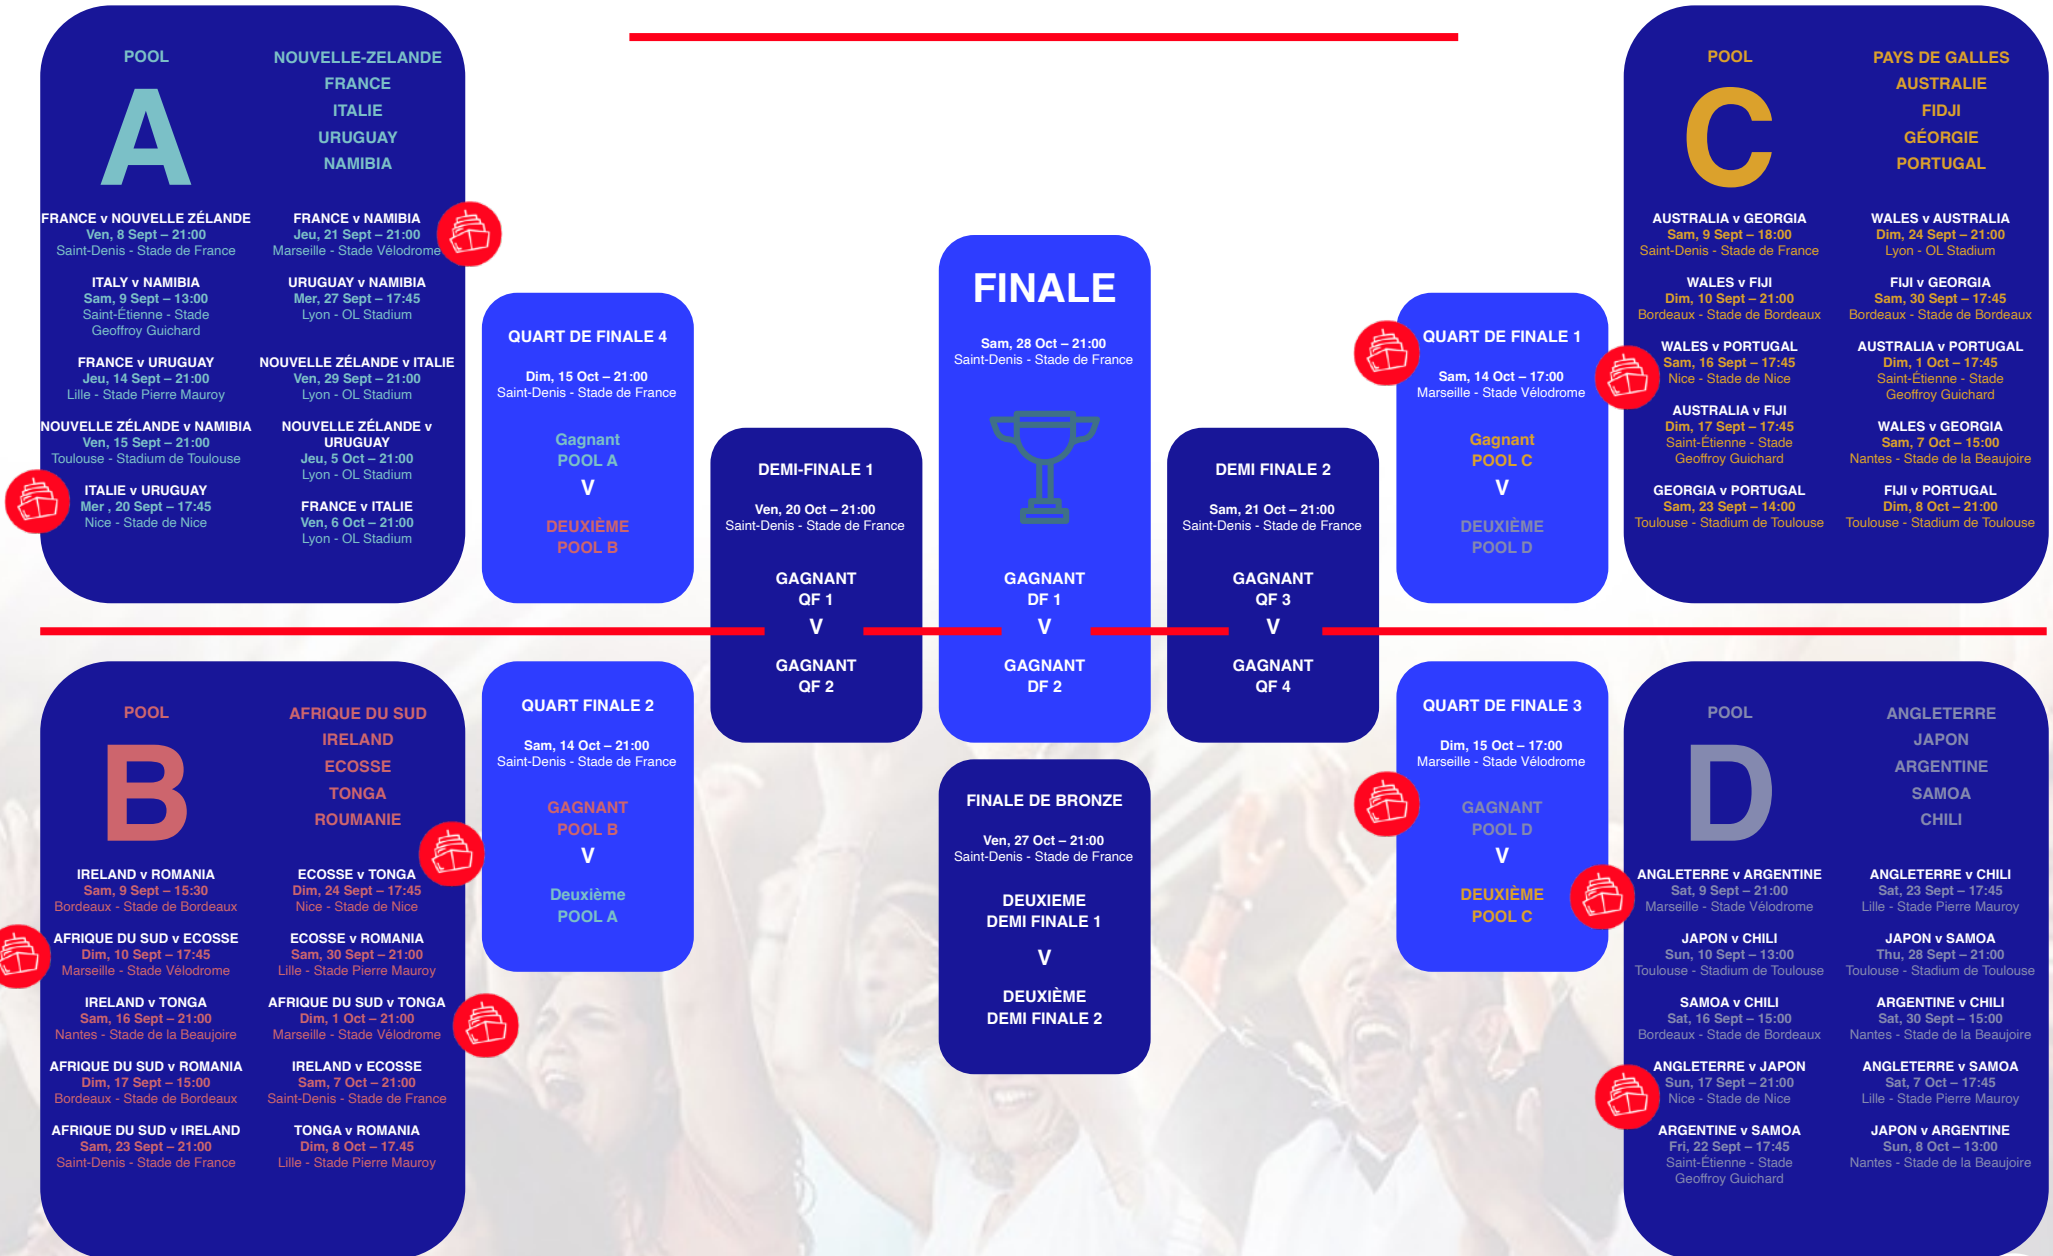 POOL
A
NOUVELLE-ZELANDE
FRANCE
ITALIE
URUGUAY
NAMIBIA
FRANCE v NOUVELLE ZÉLANDE
Ven, 8 Sept – 21:00
Saint-Denis - Stade de France
ITALY v NAMIBIA
Sam, 9 Sept – 13:00
Saint-Étienne - Stade
Geoffroy Guichard
FRANCE v URUGUAY
Jeu, 14 Sept – 21:00
Lille - Stade Pierre Mauroy
NOUVELLE ZÉLANDE v NAMIBIA
Ven, 15 Sept – 21:00
Toulouse - Stadium de Toulouse
ITALIE v URUGUAY
Mer , 20 Sept – 17:45
Nice - Stade de Nice
FRANCE v NAMIBIA
Jeu, 21 Sept – 21:00
Marseille - Stade Vélodrome
URUGUAY v NAMIBIA
Mer, 27 Sept – 17:45
Lyon - OL Stadium
NOUVELLE ZÉLANDE v ITALIE
Ven, 29 Sept – 21:00
Lyon - OL Stadium
NOUVELLE ZÉLANDE v
URUGUAY
Jeu, 5 Oct – 21:00
Lyon - OL Stadium
FRANCE v ITALIE
Ven, 6 Oct – 21:00
Lyon - OL Stadium
QUART DE FINALE 4
Dim, 15 Oct – 21:00
Saint-Denis - Stade de France
Gagnant
POOL A
V
DEUXIÈME
POOL B
DEMI-FINALE 1
Ven, 20 Oct – 21:00
Saint-Denis - Stade de France
GAGNANT
QF 1
V
GAGNANT
QF 2
FINALE
Sam, 28 Oct – 21:00
Saint-Denis - Stade de France
GAGNANT
DF 1
V
GAGNANT
DF 2
DEMI FINALE 2
Sam, 21 Oct – 21:00
Saint-Denis - Stade de France
GAGNANT
QF 3
V
GAGNANT
QF 4
QUART DE FINALE 1
Sam, 14 Oct – 17:00
Marseille - Stade Vélodrome
Gagnant
POOL C
V
DEUXIÈME
POOL D
POOL
C
PAYS DE GALLES
AUSTRALIE
FIDJI
GÉORGIE
PORTUGAL
AUSTRALIA v GEORGIA
Sam, 9 Sept – 18:00
Saint-Denis - Stade de France
WALES v FIJI
Dim, 10 Sept – 21:00
Bordeaux - Stade de Bordeaux
WALES v PORTUGAL
Sam, 16 Sept – 17:45
Nice - Stade de Nice
AUSTRALIA v FIJI
Dim, 17 Sept – 17:45
Saint-Étienne - Stade
Geoffroy Guichard
GEORGIA v PORTUGAL
Sam, 23 Sept – 14:00
Toulouse - Stadium de Toulouse
WALES v AUSTRALIA
Dim, 24 Sept – 21:00
Lyon - OL Stadium
FIJI v GEORGIA
Sam, 30 Sept – 17:45
Bordeaux - Stade de Bordeaux
AUSTRALIA v PORTUGAL
Dim, 1 Oct – 17:45
Saint-Étienne - Stade
Geoffroy Guichard
WALES v GEORGIA
Sam, 7 Oct – 15:00
Nantes - Stade de la Beaujoire
FIJI v PORTUGAL
Dim, 8 Oct – 21:00
Toulouse - Stadium de Toulouse
POOL
B
AFRIQUE DU SUD
IRELAND
ECOSSE
TONGA
ROUMANIE
IRELAND v ROMANIA
Sam, 9 Sept – 15:30
Bordeaux - Stade de Bordeaux
AFRIQUE DU SUD v ECOSSE
Dim, 10 Sept – 17:45
Marseille - Stade Vélodrome
IRELAND v TONGA
Sam, 16 Sept – 21:00
Nantes - Stade de la Beaujoire
AFRIQUE DU SUD v ROMANIA
Dim, 17 Sept – 15:00
Bordeaux - Stade de Bordeaux
AFRIQUE DU SUD v IRELAND
Sam, 23 Sept – 21:00
Saint-Denis - Stade de France
ECOSSE v TONGA
Dim, 24 Sept – 17:45
Nice - Stade de Nice
ECOSSE v ROMANIA
Sam, 30 Sept – 21:00
Lille - Stade Pierre Mauroy
AFRIQUE DU SUD v TONGA
Dim, 1 Oct – 21:00
Marseille - Stade Vélodrome
IRELAND v ECOSSE
Sam, 7 Oct – 21:00
Saint-Denis - Stade de France
TONGA v ROMANIA
Dim, 8 Oct – 17.45
Lille - Stade Pierre Mauroy
QUART FINALE 2
Sam, 14 Oct – 21:00
Saint-Denis - Stade de France
GAGNANT
POOL B
V
Deuxième
POOL A
FINALE DE BRONZE
Ven, 27 Oct – 21:00
Saint-Denis - Stade de France
DEUXIEME
DEMI FINALE 1
V
DEUXIÈME
DEMI FINALE 2
QUART DE FINALE 3
Dim, 15 Oct – 17:00
Marseille - Stade Vélodrome
GAGNANT
POOL D
V
DEUXIÈME
POOL C
POOL
D
ANGLETERRE
JAPON
ARGENTINE
SAMOA
CHILI
ANGLETERRE v ARGENTINE
Sat, 9 Sept – 21:00
Marseille - Stade Vélodrome
JAPON v CHILI
Sun, 10 Sept – 13:00
Toulouse - Stadium de Toulouse
SAMOA v CHILI
Sat, 16 Sept – 15:00
Bordeaux - Stade de Bordeaux
ANGLETERRE v JAPON
Sun, 17 Sept – 21:00
Nice - Stade de Nice
ARGENTINE v SAMOA
Fri, 22 Sept – 17:45
Saint-Étienne - Stade
Geoffroy Guichard
ANGLETERRE v CHILI
Sat, 23 Sept – 17:45
Lille - Stade Pierre Mauroy
JAPON v SAMOA
Thu, 28 Sept – 21:00
Toulouse - Stadium de Toulouse
ARGENTINE v CHILI
Sat, 30 Sept – 15:00
Nantes - Stade de la Beaujoire
ANGLETERRE v SAMOA
Sat, 7 Oct – 17:45
Lille - Stade Pierre Mauroy
JAPON v ARGENTINE
Sun, 8 Oct – 13:00
Nantes - Stade de la Beaujoire